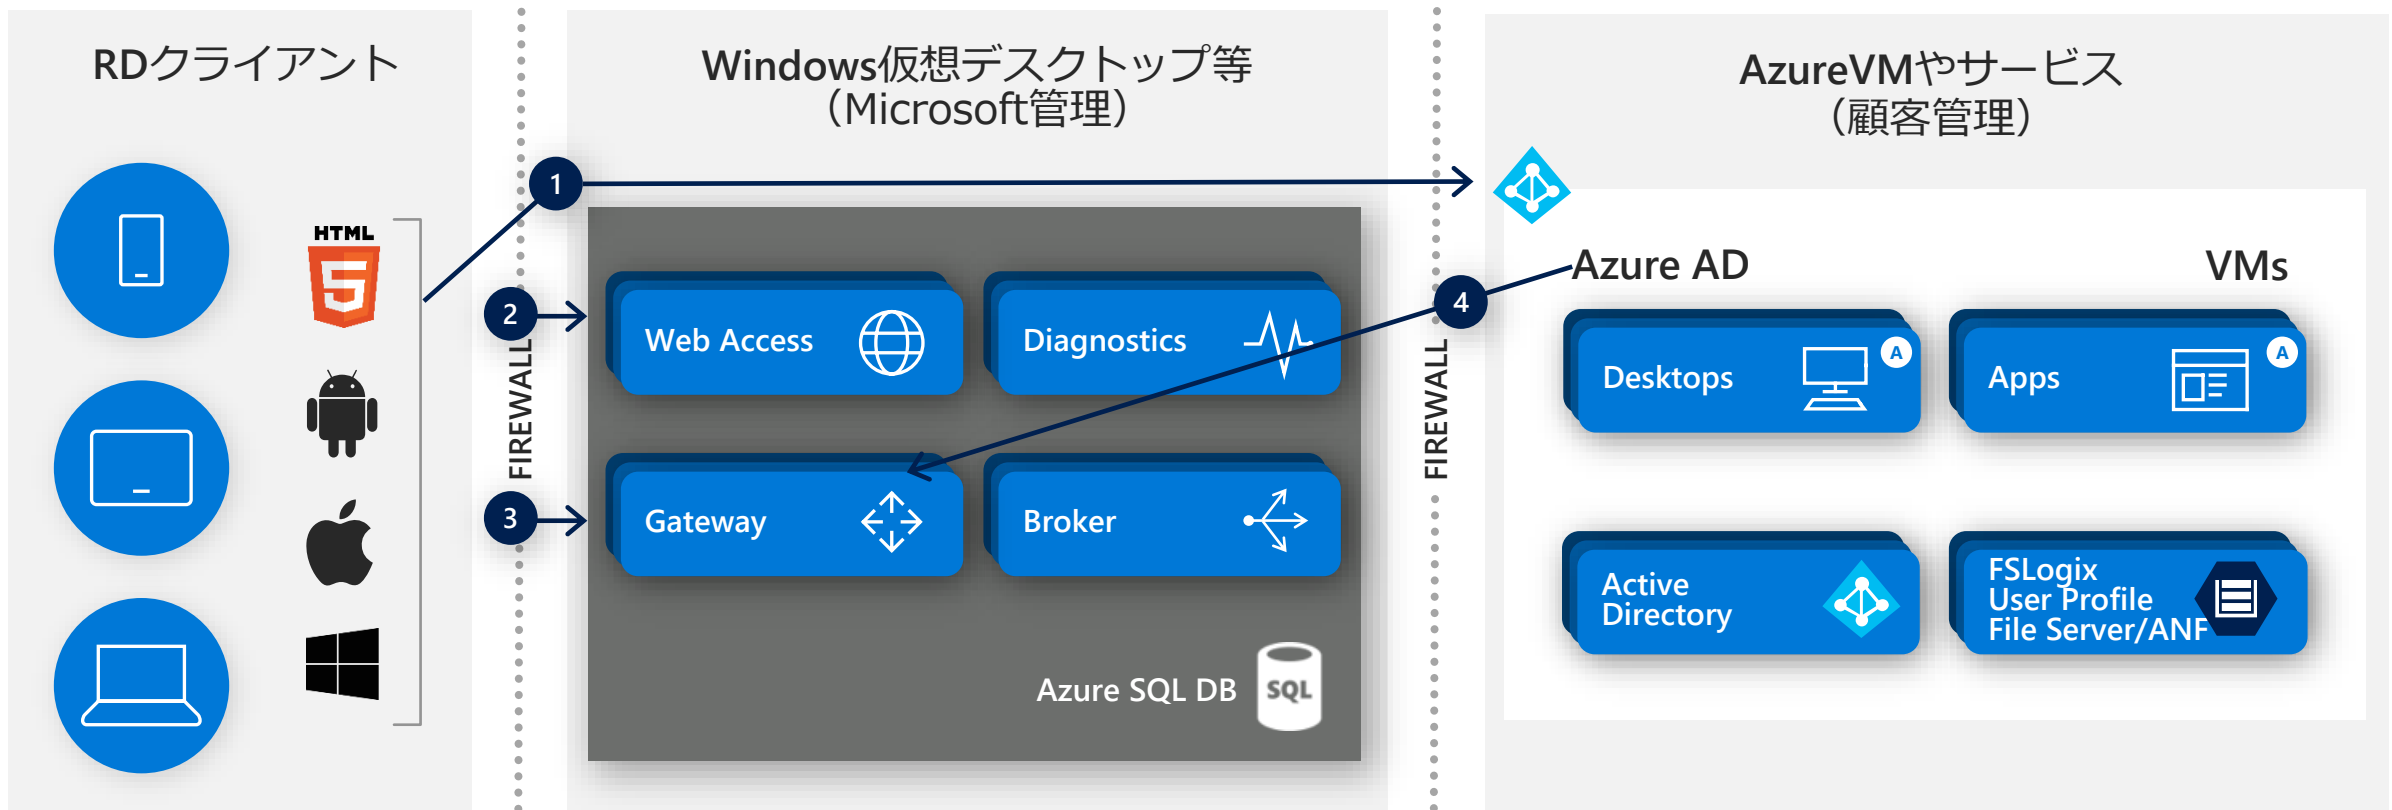 RDクライアント
HTML
FIREWALL
Windows仮想デスクトップ等
（Microsoft管理）
1
2
3
Web Access
Diagnostics
Gateway
Broker
Azure SQL DB
SQL
FIREWALL
4
AzureVMやサービス
（顧客管理）
Azure AD
VMs
Desktops
A
Apps
A
Active
Directory
FSLogix
User Profile
File Server/ANF